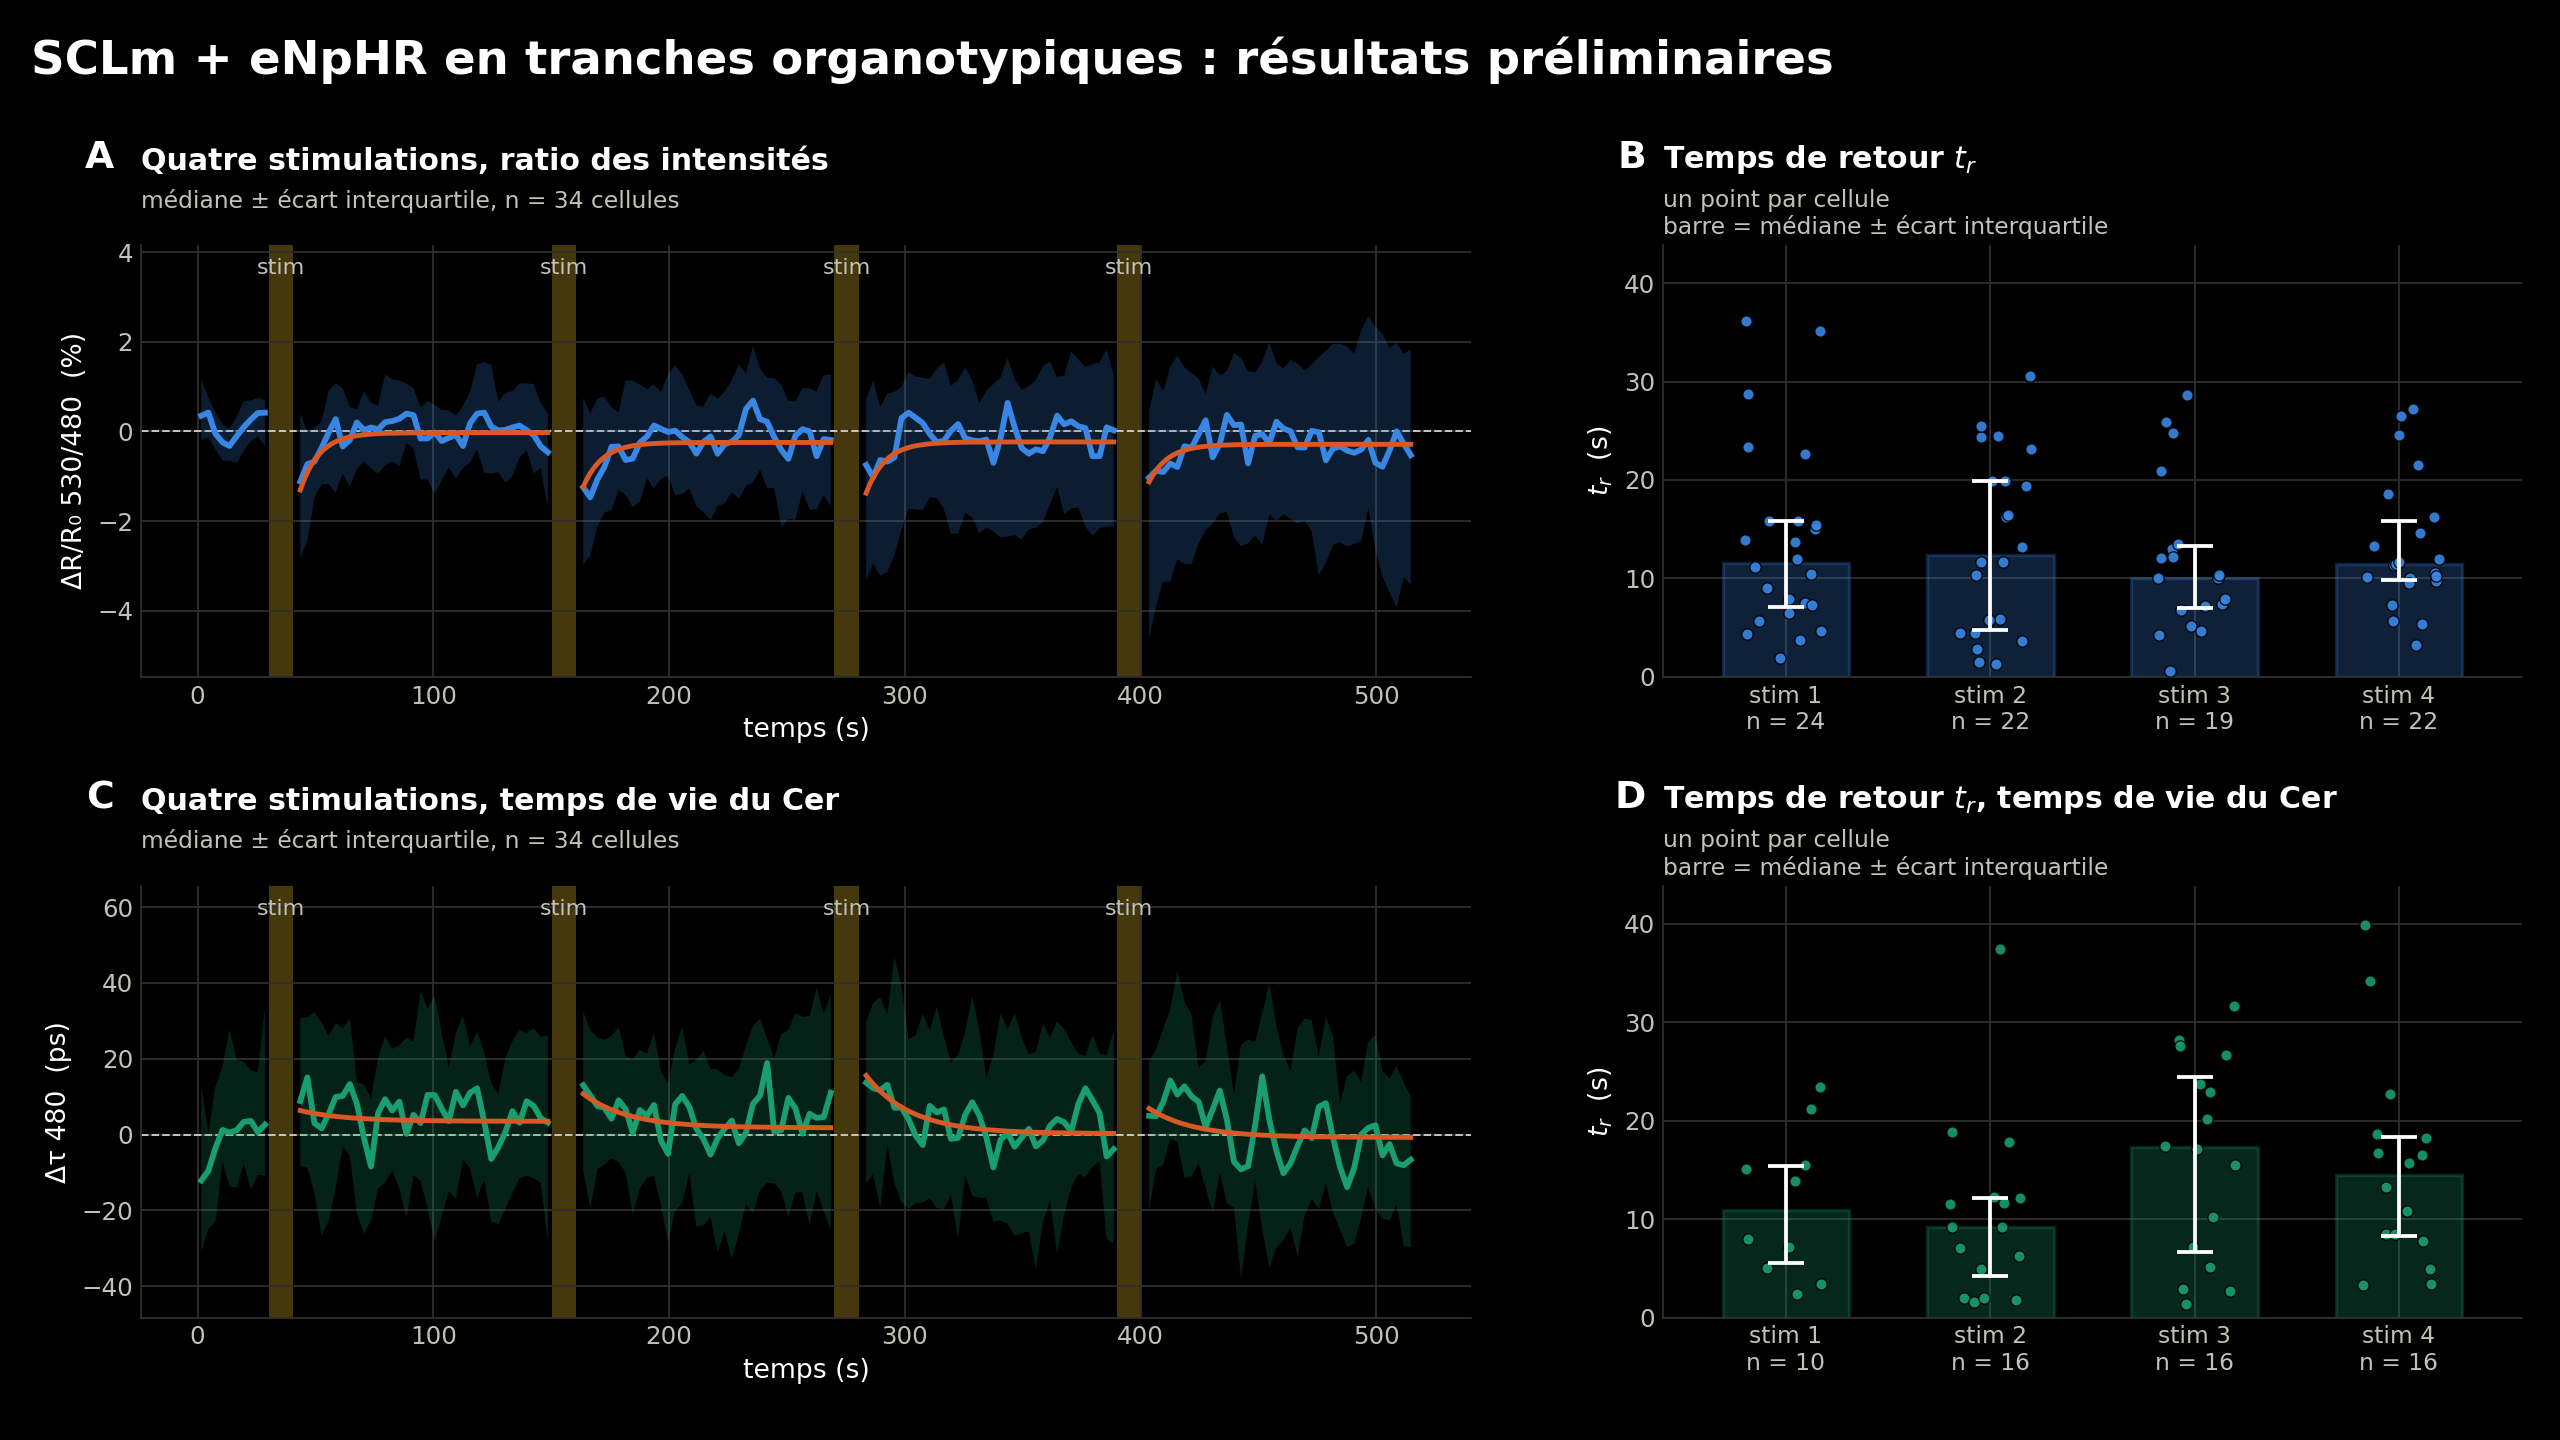 SCLm + eNpHR en tranches organotypiques : résultats préliminaires
A Quatre stimulations, ratio des intensités
médiane ± écart interquartile, n = 34 cellules
ΔR/R₀ 530/480 (%)
4
2
0
−2
−4
stim stim stim stim
0 100 200 300 400 500
temps (s)
B Temps de retour tᵣ
un point par cellule
barre = médiane ± écart interquartile
tᵣ (s)
40
30
20
10
0
stim 1 stim 2 stim 3 stim 4
n = 24 n = 22 n = 19 n = 22
C Quatre stimulations, temps de vie du Cer
médiane ± écart interquartile, n = 34 cellules
Δτ 480 (ps)
60
40
20
0
−20
−40
stim stim stim stim
0 100 200 300 400 500
temps (s)
D Temps de retour tᵣ, temps de vie du Cer
un point par cellule
barre = médiane ± écart interquartile
tᵣ (s)
40
30
20
10
0
stim 1 stim 2 stim 3 stim 4
n = 10 n = 16 n = 16 n = 16